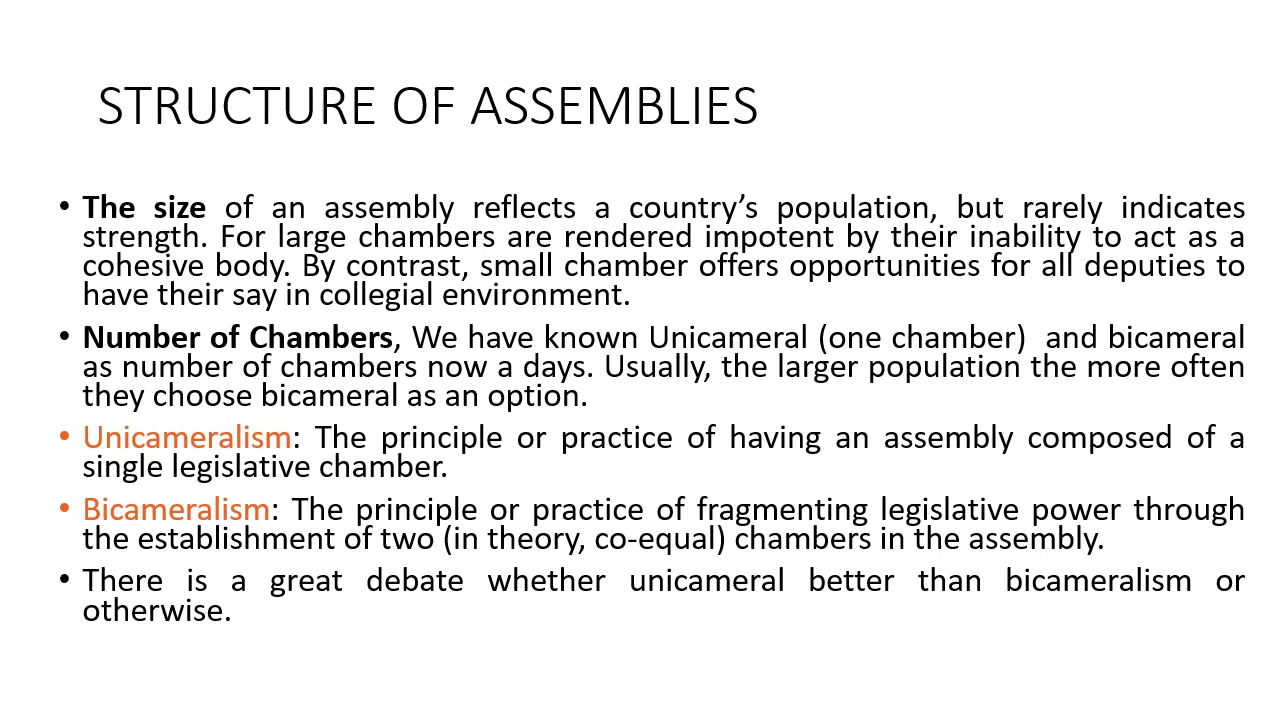 STRUCTURE OF ASSEMBLIES
• The size of an assembly reflects a country’s population, but rarely indicates
strength. For large chambers are rendered impotent by their inability to act as a
cohesive body. By contrast, small chamber offers opportunities for all deputies to
have their say in collegial environment.
• Number of Chambers, We have known Unicameral (one chamber)  and bicameral
as number of chambers now a days. Usually, the larger population the more often
they choose bicameral as an option.
• Unicameralism: The principle or practice of having an assembly composed of a
single legislative chamber.
• Bicameralism: The principle or practice of fragmenting legislative power through
the establishment of two (in theory, co-equal) chambers in the assembly.
• There is a great debate whether unicameral better than bicameralism or
otherwise.